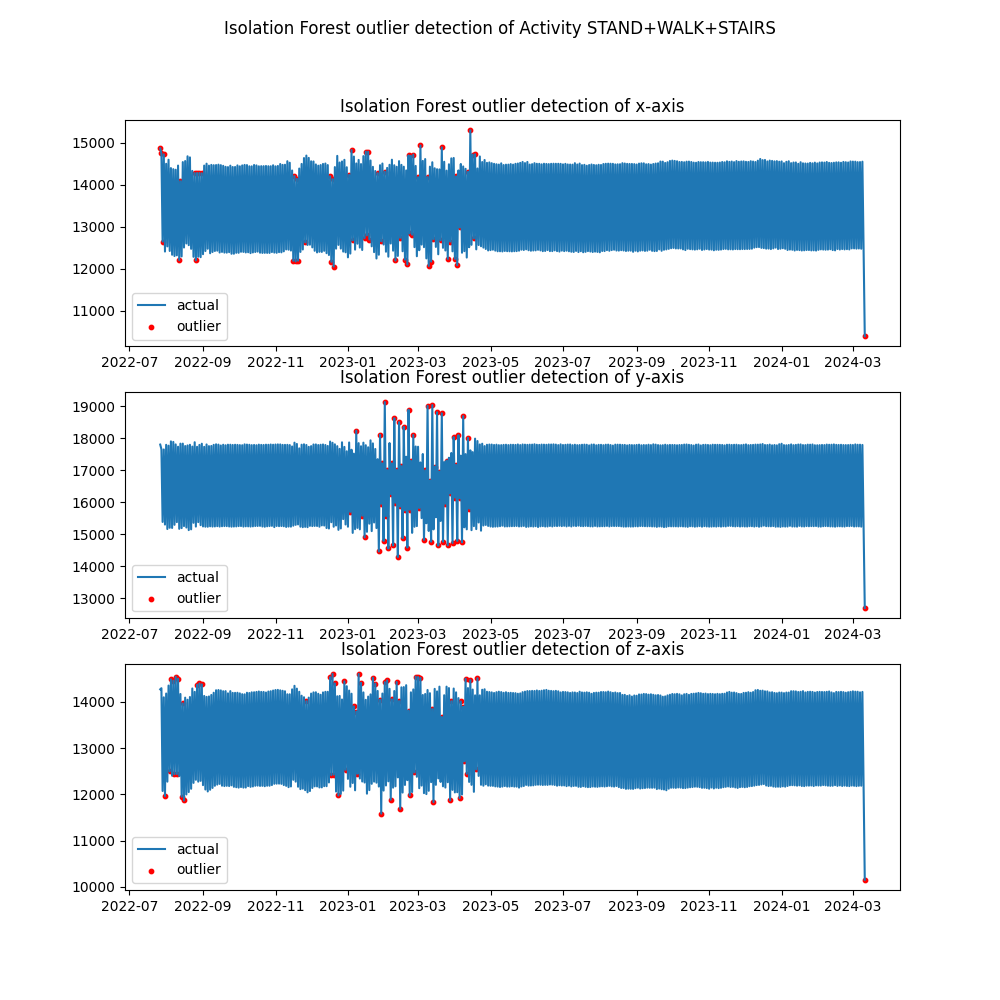 Isolation Forest outlier detection of Activity STAND+WALK+STAIRS
Isolation Forest outlier detection of x-axis
15000
14000
13000
12000
11000
actual
outlier
2022-07 2022-09 2022-11 2023-01 2023-03 2023-05 2023-07 2023-09 2023-11 2024-01 2024-03
Isolation Forest outlier detection of y-axis
19000
18000
17000
16000
15000
14000
13000
actual
outlier
2022-07 2022-09 2022-11 2023-01 2023-03 2023-05 2023-07 2023-09 2023-11 2024-01 2024-03
Isolation Forest outlier detection of z-axis
14000
13000
12000
11000
10000
actual
outlier
2022-07 2022-09 2022-11 2023-01 2023-03 2023-05 2023-07 2023-09 2023-11 2024-01 2024-03